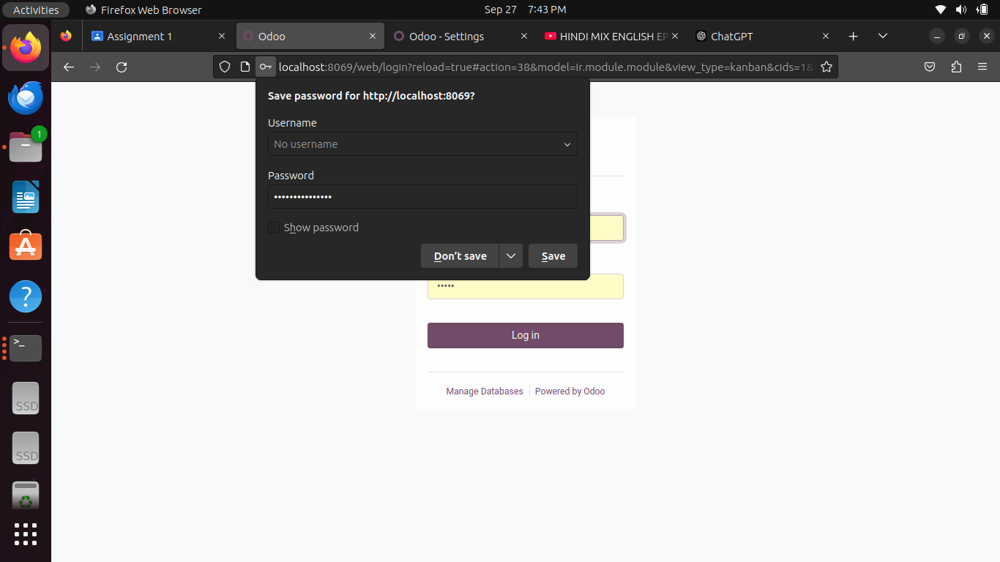 Activities Firefox Web Browser Sep 27 7:43 PM
Assignment 1 Odoo Odoo - Settings HINDI MIX ENGLISH EP ChatGPT
localhost:8069/web/login?reload=true#action=38&model=ir.module.module&view_type=kanban&cids=1&
Save password for http://localhost:8069?
Username
No username
Password
•••••••••••••••
Show password
Don't save Save
•••••
Log in
Manage Databases Powered by Odoo
1
?
>_
SSD
SSD